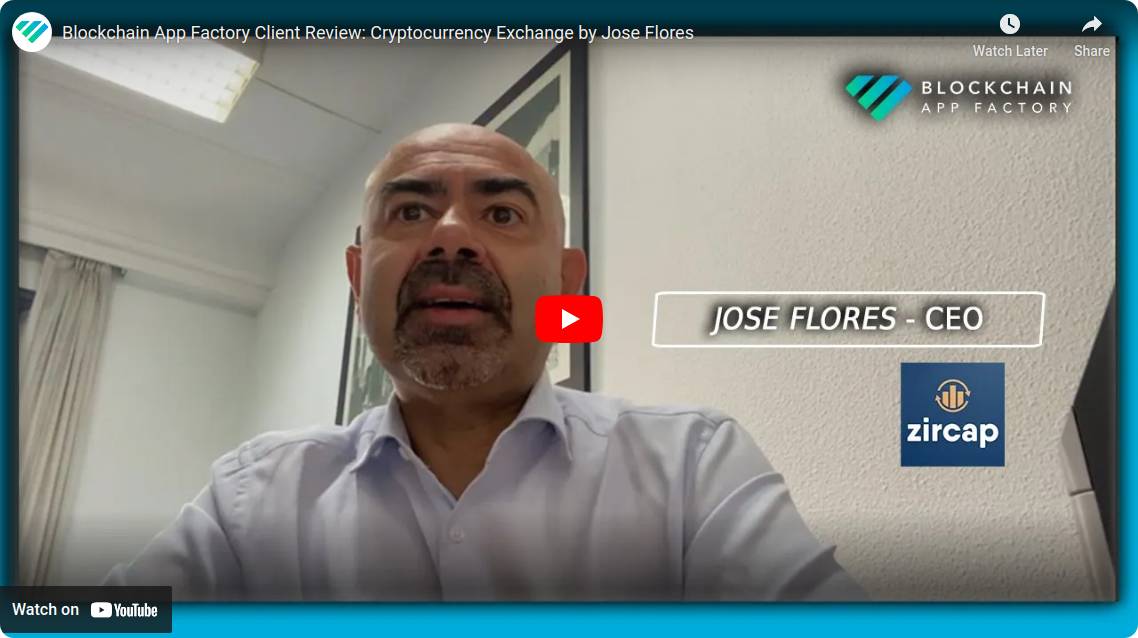 Blockchain App Factory Client Review: Cryptocurrency Exchange by Jose Flores
Watch Later
Share
BLOCKCHAIN
APP FACTORY
JOSE FLORES - CEO
zircap
Watch on YouTube